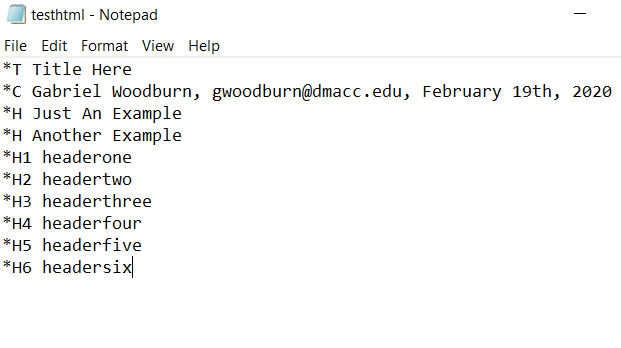 testhtml - Notepad
File Edit Format View Help
*T Title Here
*C Gabriel Woodburn, gwoodburn@dmacc.edu, February 19th, 2020
*H Just An Example
*H Another Example
*H1 headerone
*H2 headertwo
*H3 headerthree
*H4 headerfour
*H5 headerfive
*H6 headersix